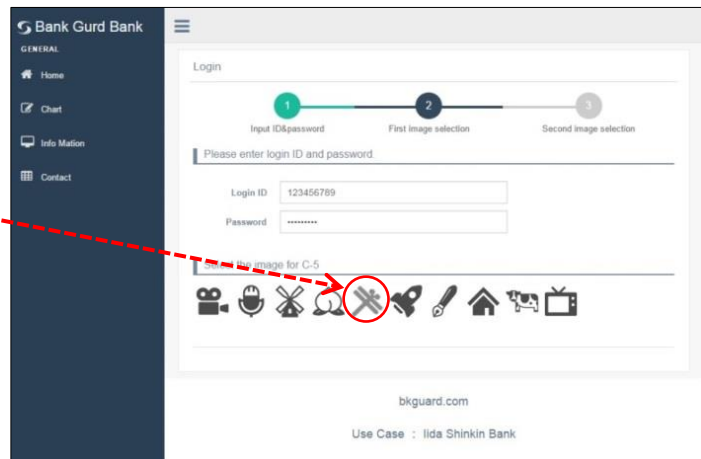 Bank Gurd Bank
GENERAL
Home
Chart
Info Mation
Contact
Login
1
2
3
Input ID&password
First image selection
Second image selection
Please enter login ID and password.
Login ID 123456789
Password •••••••••
Select the image for C-5
bkguard.com
Use Case : Iida Shinkin Bank